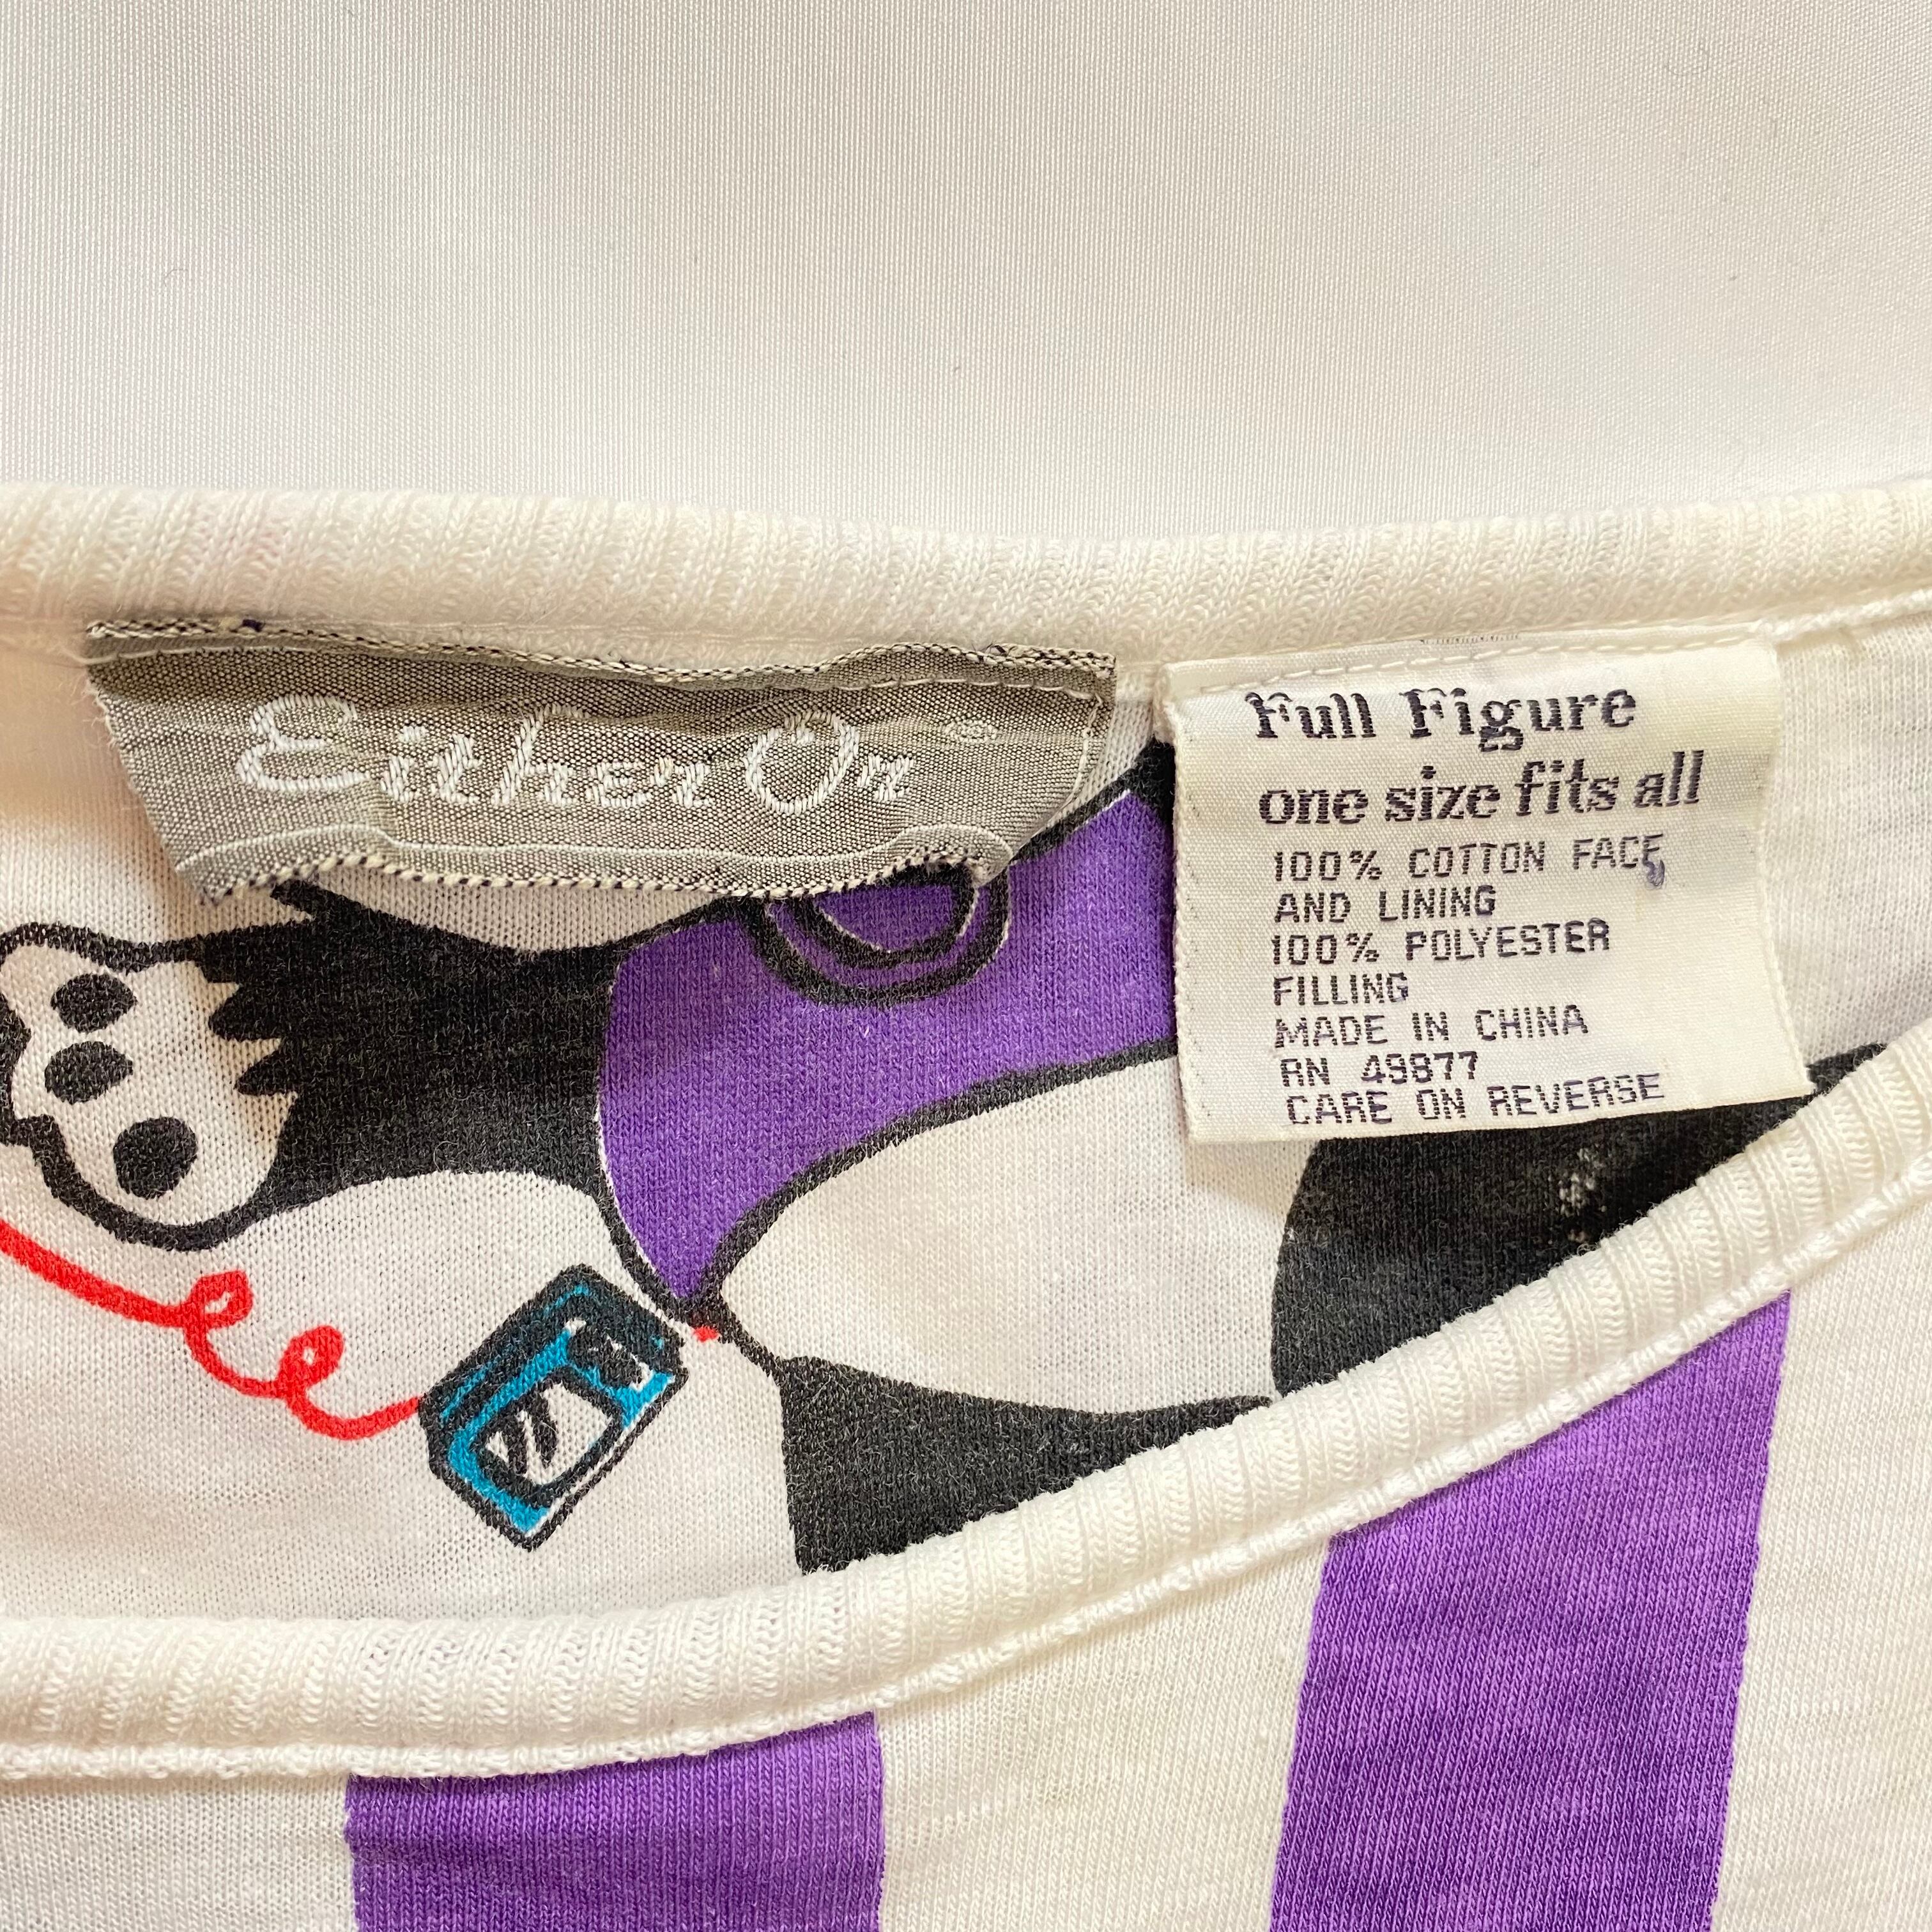 Either On ®
Full Figure
one size fits all
100% COTTON FACE
AND LINING
100% POLYESTER
FILLING
MADE IN CHINA
RN 49877
CARE ON REVERSE